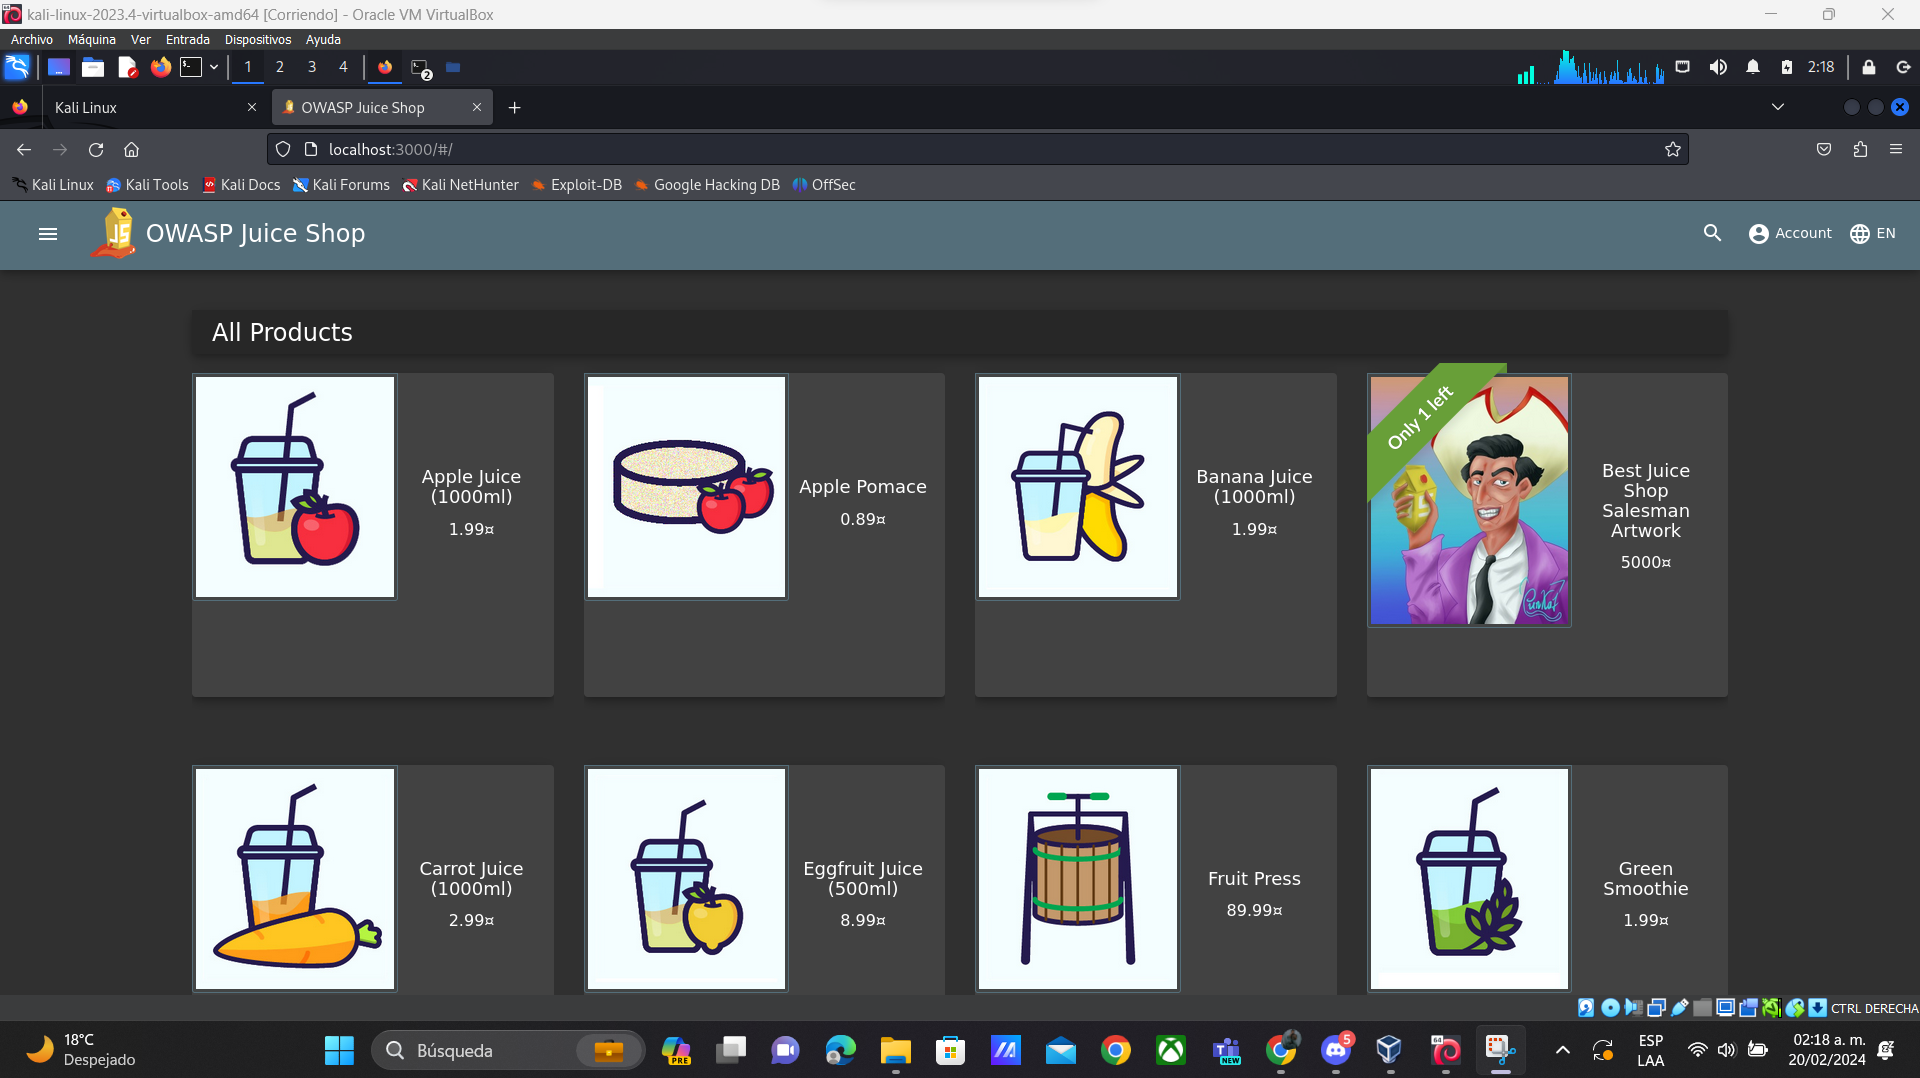 kali-linux-2023.4-virtualbox-amd64 [Corriendo] - Oracle VM VirtualBox
Archivo Máquina Ver Entrada Dispositivos Ayuda
1 2 3 4 2 2:18
Kali Linux OWASP Juice Shop
localhost:3000/#/
Kali Linux Kali Tools Kali Docs Kali Forums Kali NetHunter Exploit-DB Google Hacking DB OffSec
OWASP Juice Shop Account EN
All Products
Apple Juice
(1000ml)
1.99¤
Apple Pomace
0.89¤
Banana Juice
(1000ml)
1.99¤
Only 1 left
Best Juice
Shop
Salesman
Artwork
5000¤
Carrot Juice
(1000ml)
2.99¤
Eggfruit Juice
(500ml)
8.99¤
Fruit Press
89.99¤
Green
Smoothie
1.99¤
CTRL DERECHA
18°C
Despejado
Búsqueda
PRE
NEW
5
64
ESP
LAA
02:18 a. m.
20/02/2024